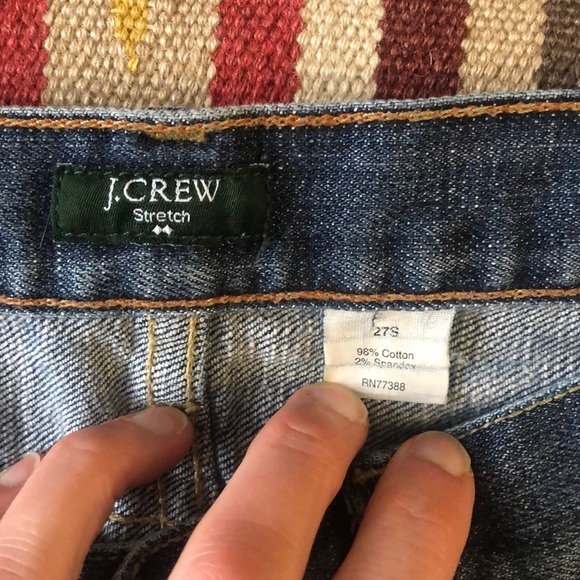 J.CREW
Stretch
27S
98% Cotton
2% Spandex
RN77388